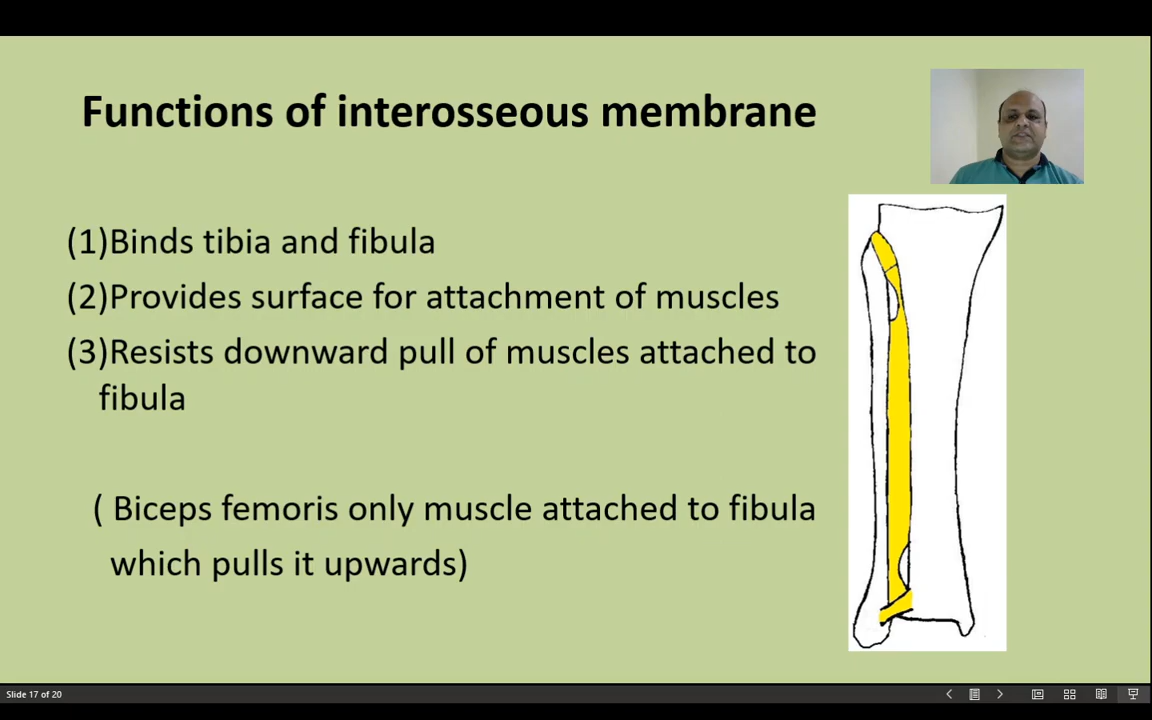 Functions of interosseous membrane
(1)Binds tibia and fibula
(2)Provides surface for attachment of muscles
(3)Resists downward pull of muscles attached to
fibula
( Biceps femoris only muscle attached to fibula
which pulls it upwards)
Slide 17 of 20